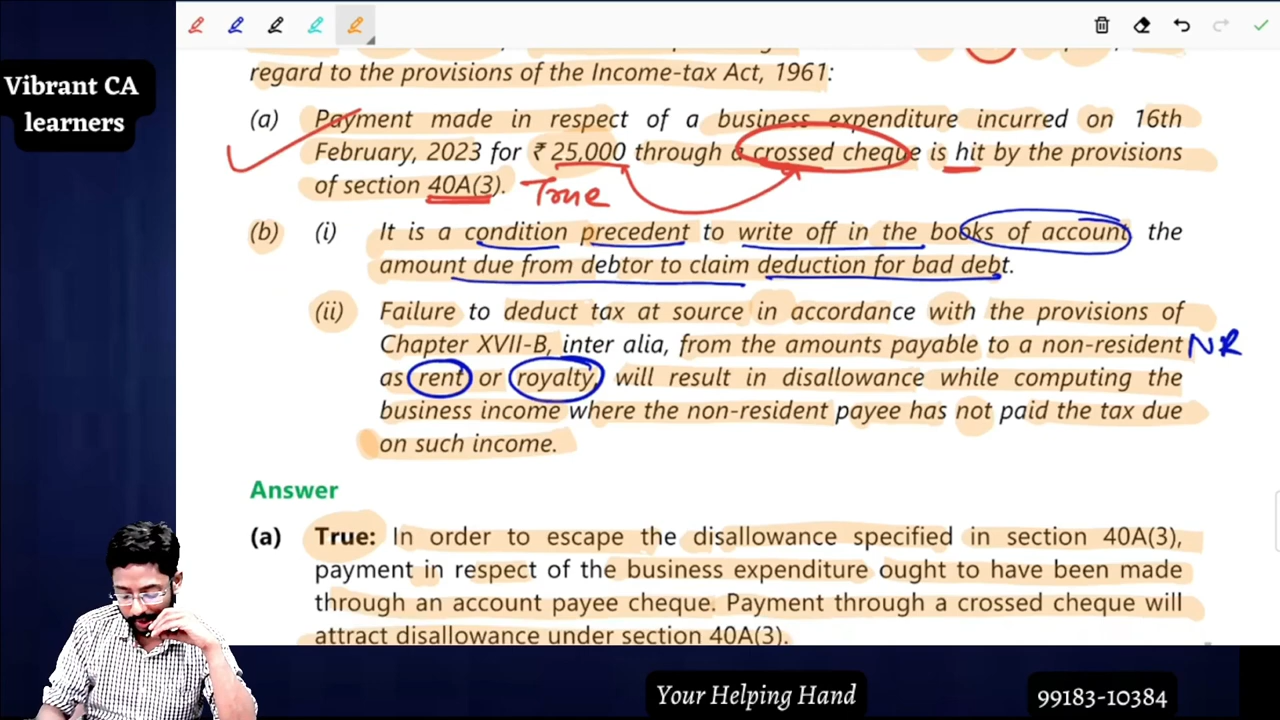 Vibrant CA
learners
regard to the provisions of the Income-tax Act, 1961:
(a) Payment made in respect of a business expenditure incurred on 16th
February, 2023 for ₹ 25,000 through a crossed cheque is hit by the provisions
of section 40A(3). True
(b) (i) It is a condition precedent to write off in the books of account the
amount due from debtor to claim deduction for bad debt.
(ii) Failure to deduct tax at source in accordance with the provisions of
Chapter XVII-B, inter alia, from the amounts payable to a non-resident NR
as rent or royalty, will result in disallowance while computing the
business income where the non-resident payee has not paid the tax due
on such income.
Answer
(a) True: In order to escape the disallowance specified in section 40A(3),
payment in respect of the business expenditure ought to have been made
through an account payee cheque. Payment through a crossed cheque will
attract disallowance under section 40A(3).
Your Helping Hand
99183-10384